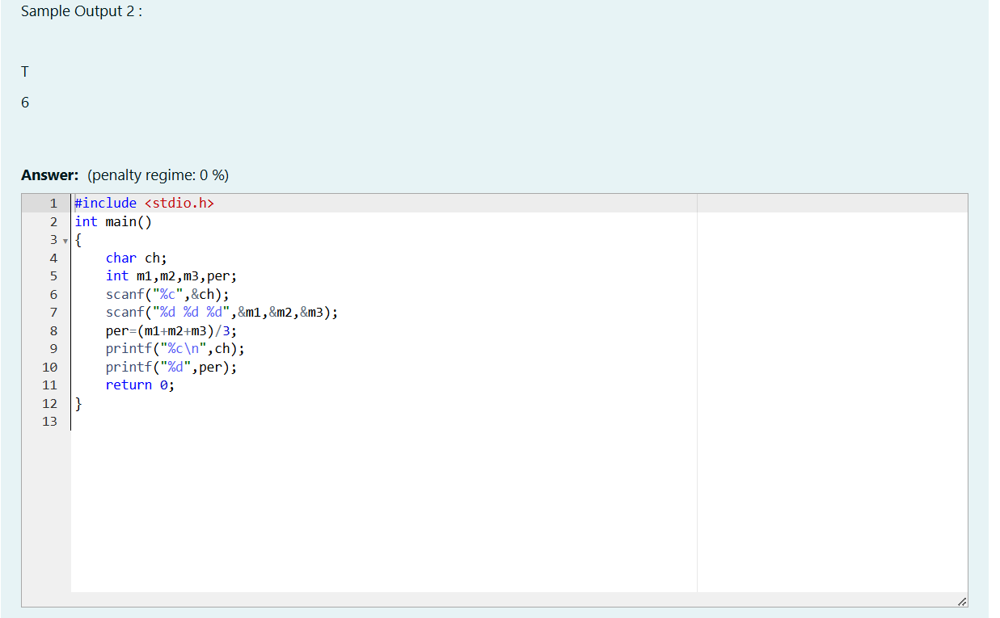 Sample Output 2 :
T
6
Answer: (penalty regime: 0 %)
1 #include <stdio.h>
2 int main()
3 {
4     char ch;
5     int m1,m2,m3,per;
6     scanf("%c",&ch);
7     scanf("%d %d %d",&m1,&m2,&m3);
8     per=(m1+m2+m3)/3;
9     printf("%c\n",ch);
10     printf("%d",per);
11     return 0;
12 }
13